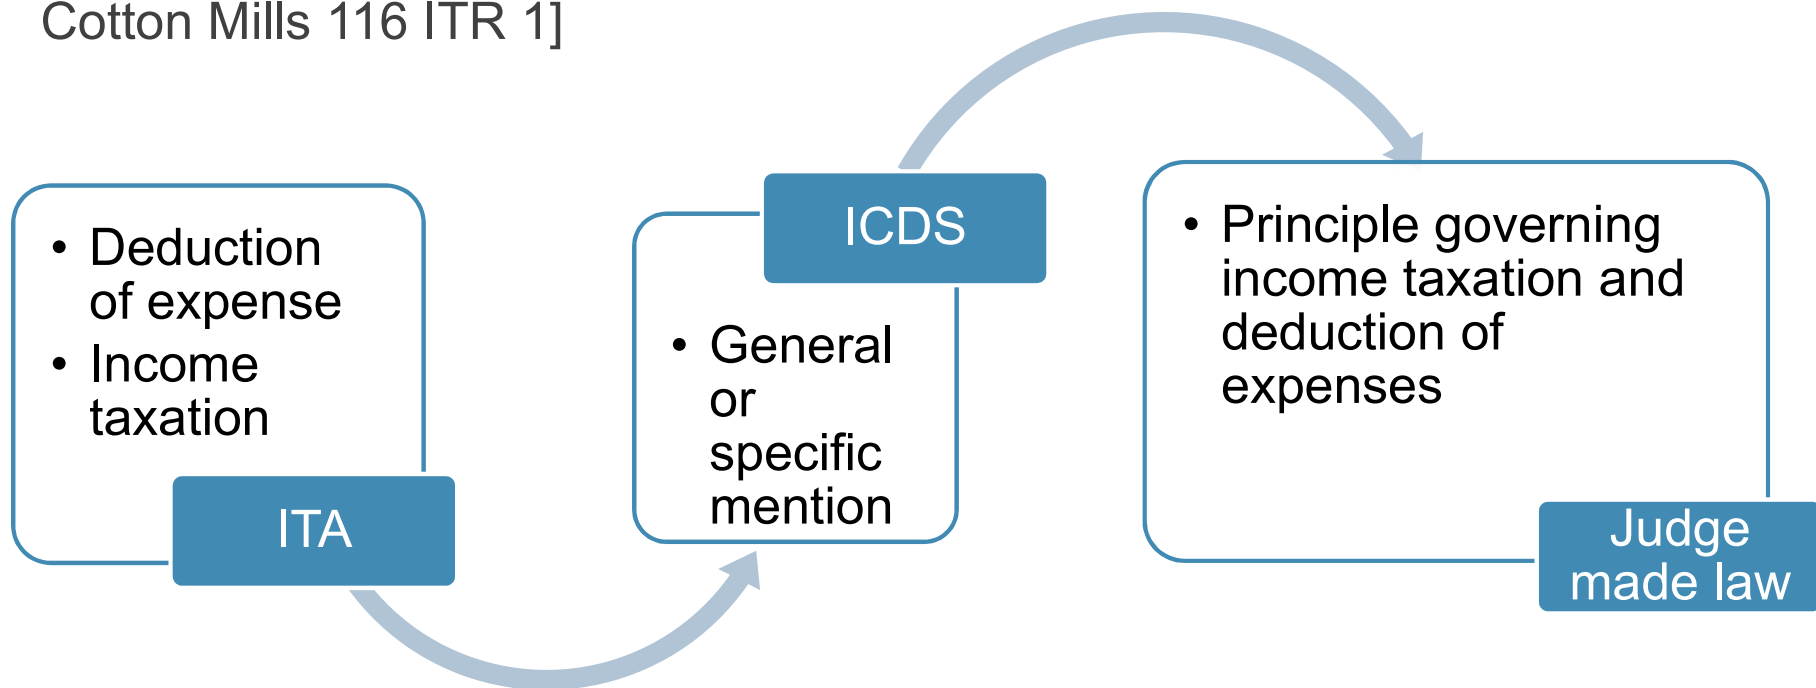 Cotton Mills 116 ITR 1]
• Deduction
of expense
• Income
taxation
ITA
ICDS
• General
or
specific
mention
• Principle governing
income taxation and
deduction of
expenses
Judge
made law